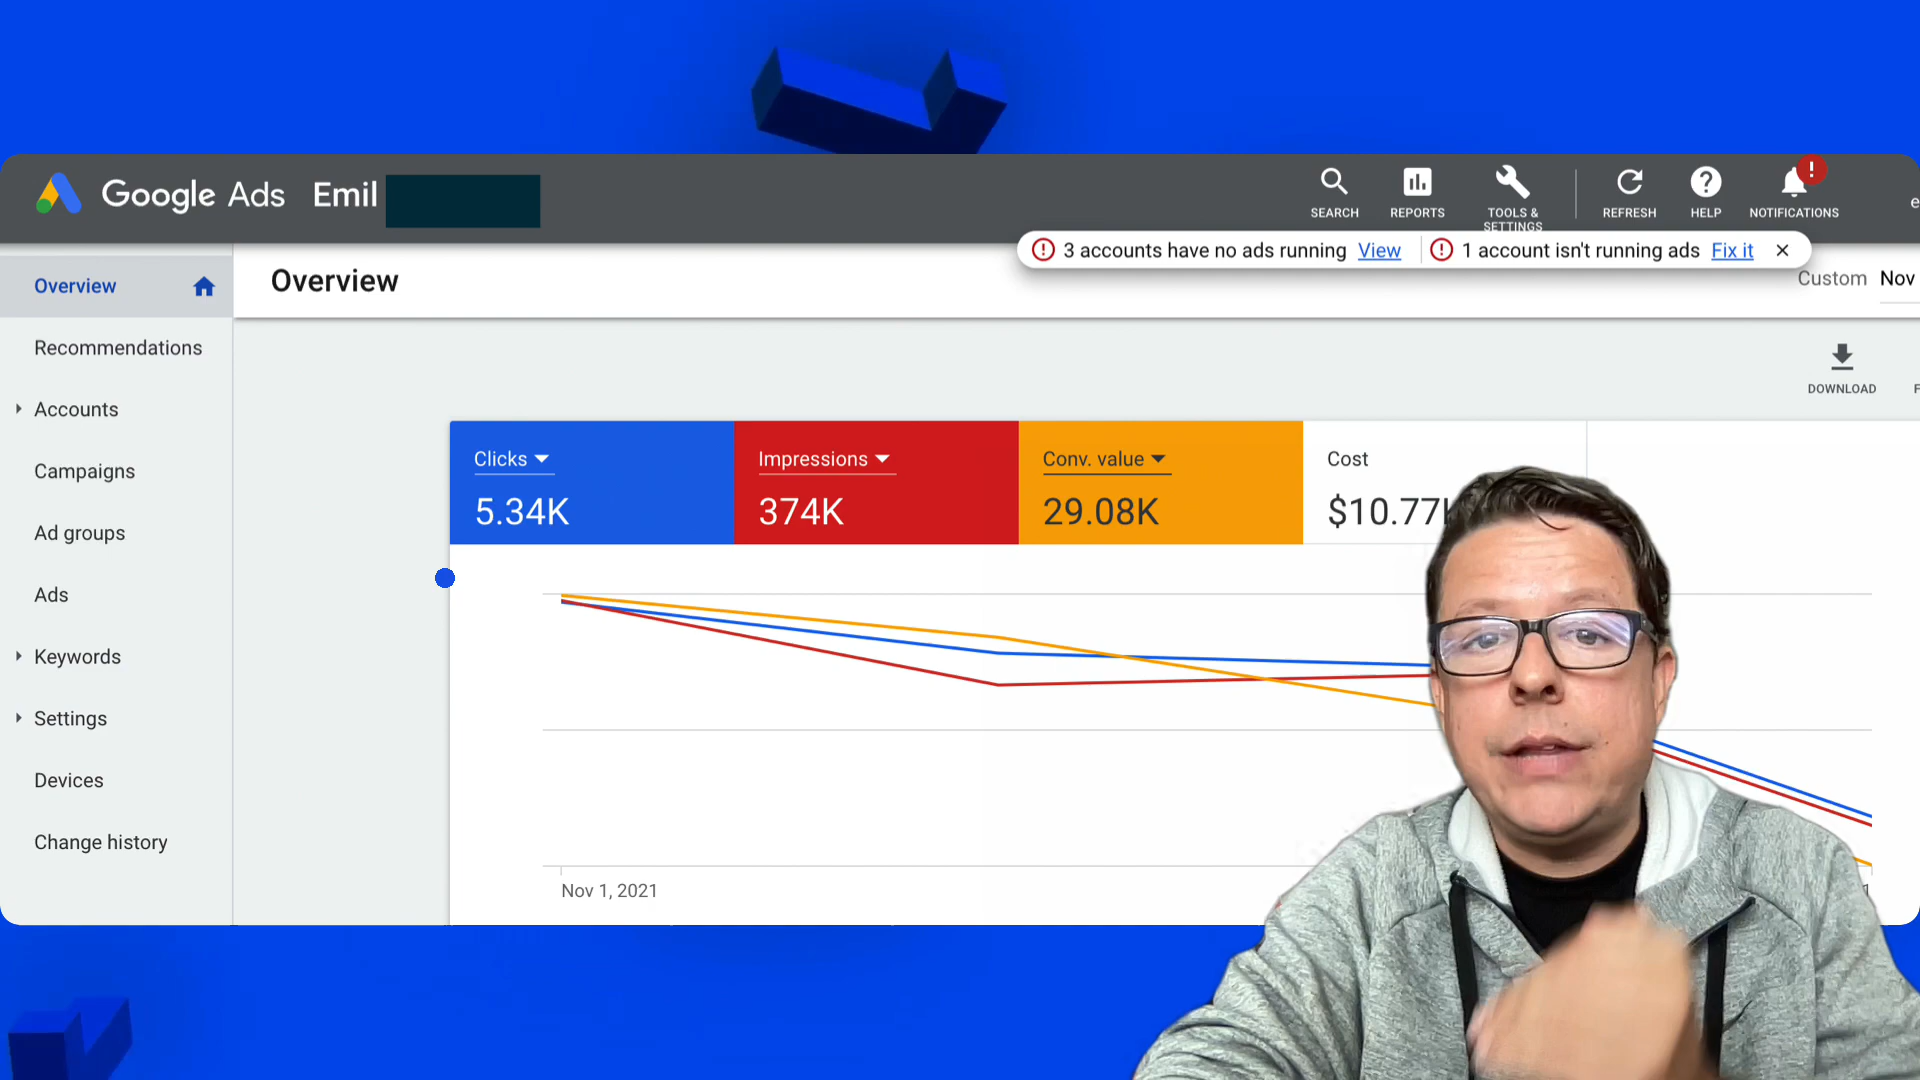 Google Ads Emil
SEARCH
REPORTS
TOOLS &
SETTINGS
REFRESH
HELP
!
NOTIFICATIONS
3 accounts have no ads running View
1 account isn't running ads Fix it
Overview
Recommendations
Accounts
Campaigns
Ad groups
Ads
Keywords
Settings
Devices
Change history
Overview
Custom Nov
DOWNLOAD
Clicks
5.34K
Impressions
374K
Conv. value
29.08K
Cost
$10.77K
Nov 1, 2021